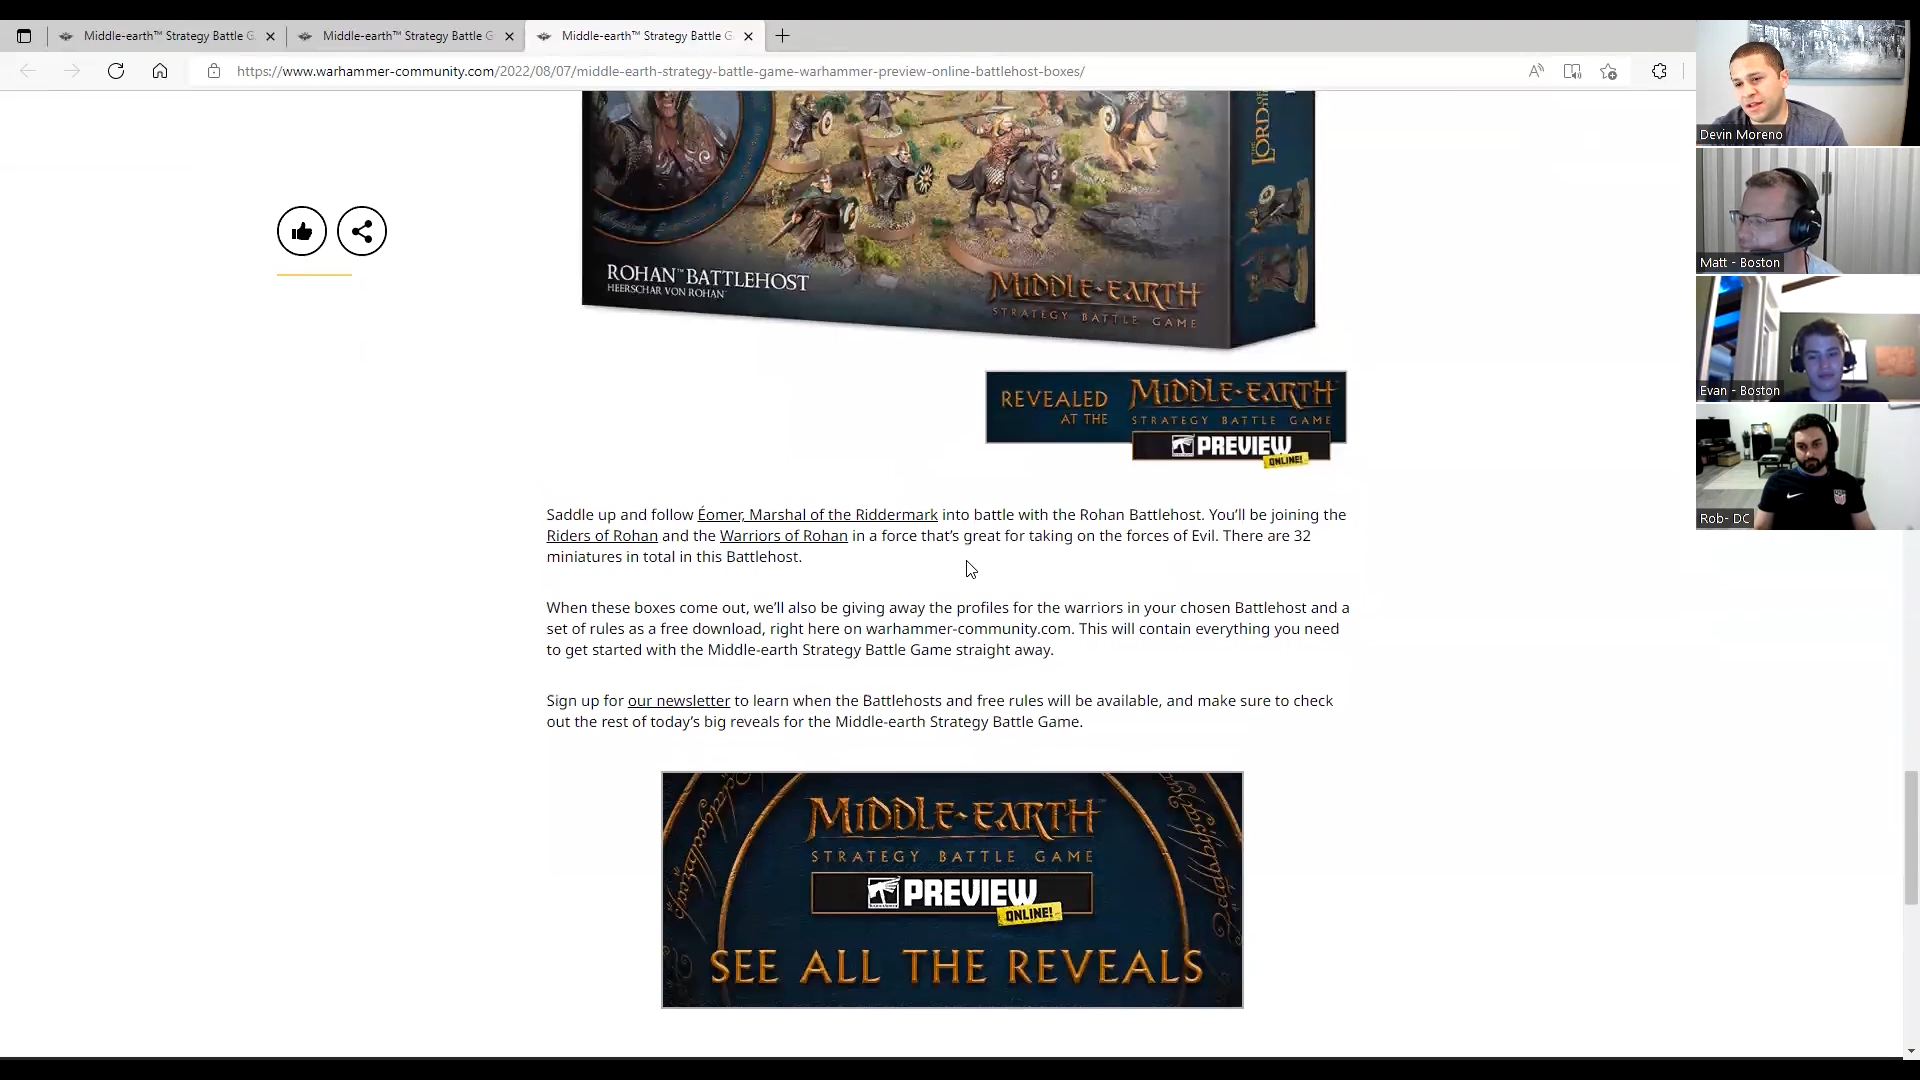 Middle-earth™ Strategy Battle G
Middle-earth™ Strategy Battle G
Middle-earth™ Strategy Battle G
https://www.warhammer-community.com/2022/08/07/middle-earth-strategy-battle-game-warhammer-preview-online-battlehost-boxes/
ROHAN™ BATTLEHOST
HEERSCHAR VON ROHAN
MIDDLE-EARTH
STRATEGY BATTLE GAME
REVEALED
AT THE
MIDDLE-EARTH
STRATEGY BATTLE GAME
PREVIEW
ONLINE!
Saddle up and follow Éomer, Marshal of the Riddermark into battle with the Rohan Battlehost. You’ll be joining the
Riders of Rohan and the Warriors of Rohan in a force that’s great for taking on the forces of Evil. There are 32
miniatures in total in this Battlehost.
When these boxes come out, we’ll also be giving away the profiles for the warriors in your chosen Battlehost and a
set of rules as a free download, right here on warhammer-community.com. This will contain everything you need
to get started with the Middle-earth Strategy Battle Game straight away.
Sign up for our newsletter to learn when the Battlehosts and free rules will be available, and make sure to check
out the rest of today’s big reveals for the Middle-earth Strategy Battle Game.
MIDDLE-EARTH™
STRATEGY BATTLE GAME
PREVIEW
ONLINE!
SEE ALL THE REVEALS
Devin Moreno
Matt - Boston
Evan - Boston
Rob- DC